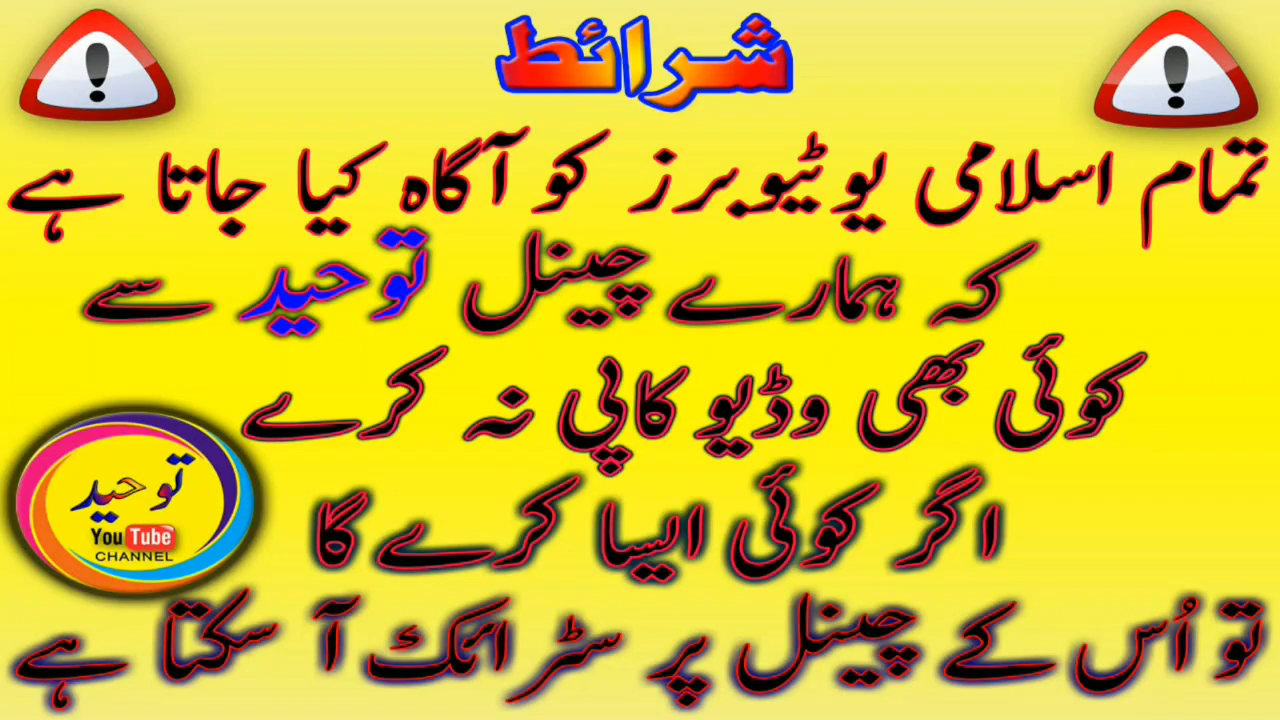 شرائط
تمام اسلامی یوٹیوبرز کو آگاہ کیا جاتا ہے
کہ ہمارے چینل توحید سے
کوئی بھی وڈیو کاپی نہ کرے
اگر کوئی ایسا کرے گا
تو اُس کے چینل پر سٹرائک آ سکتا ہے
توحید
YouTube
CHANNEL